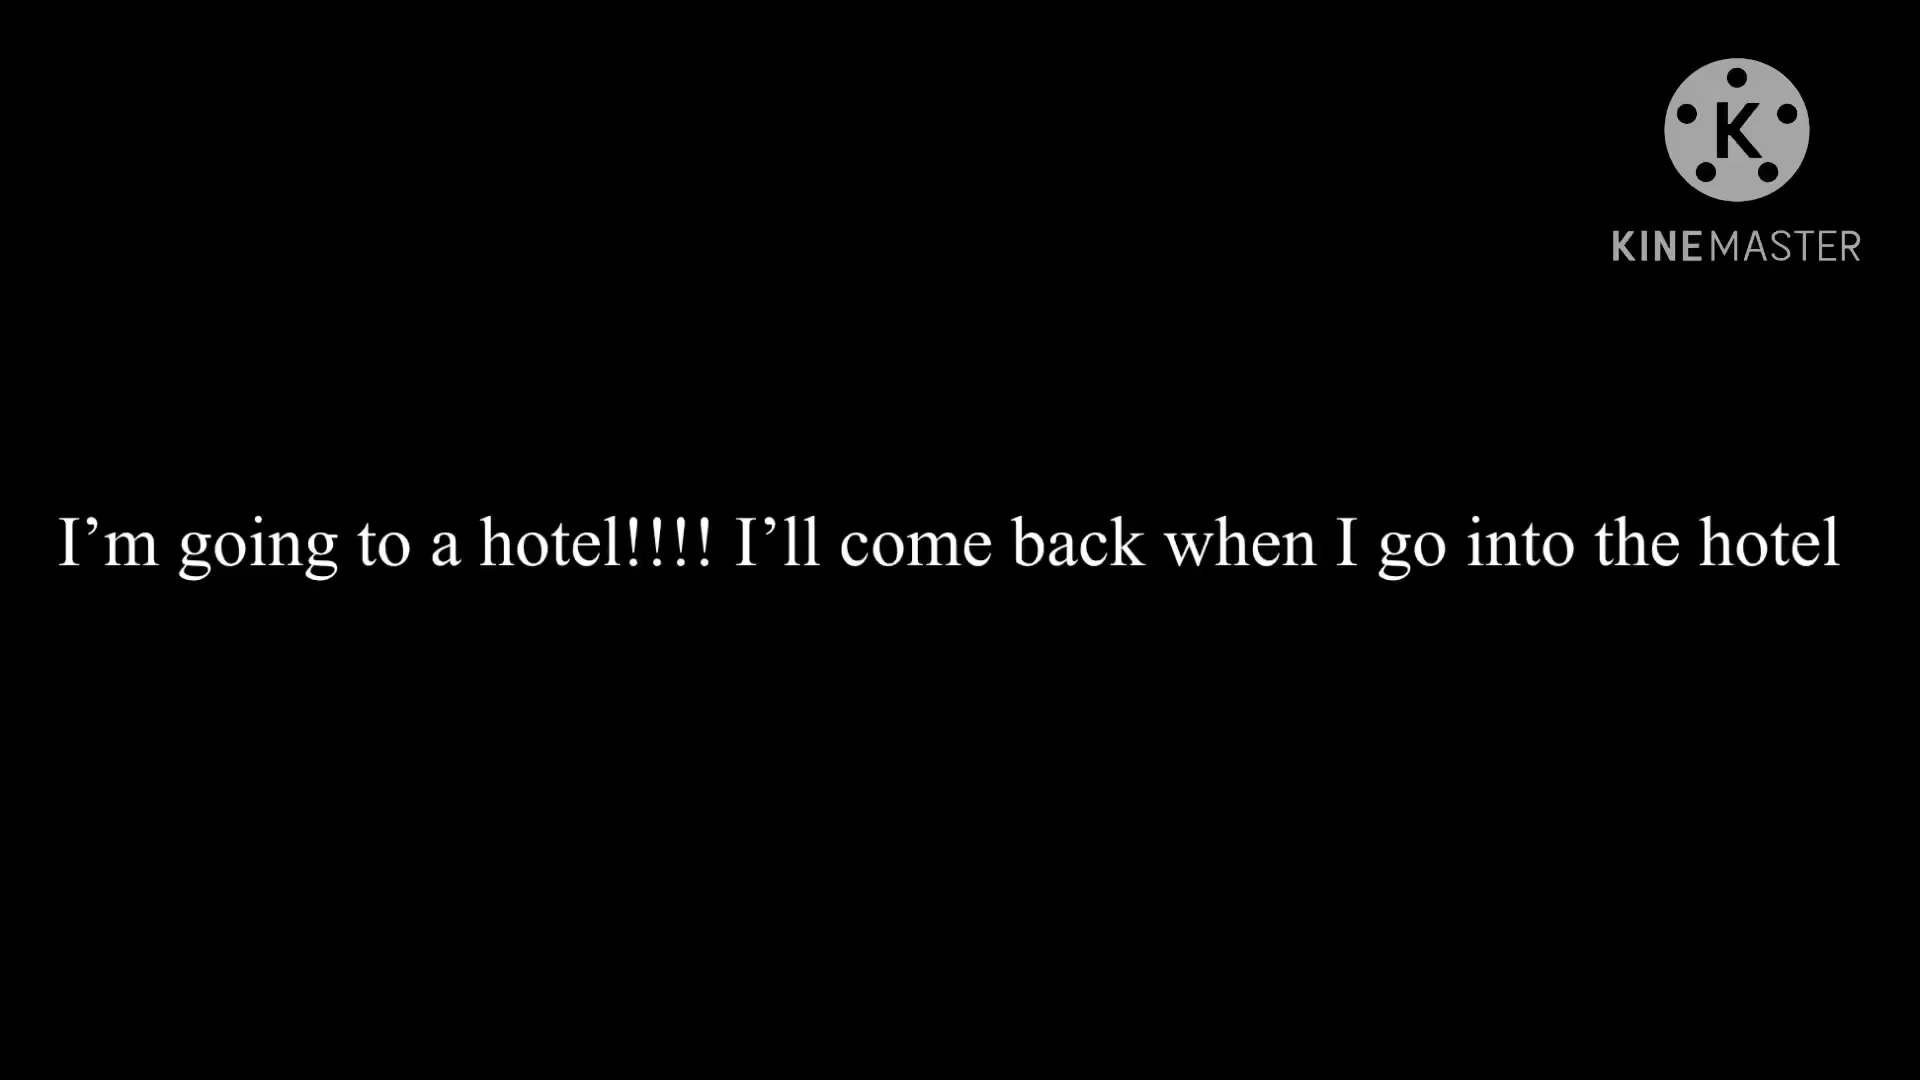 K
KINEMASTER
I’m going to a hotel!!!! I’ll come back when I go into the hotel